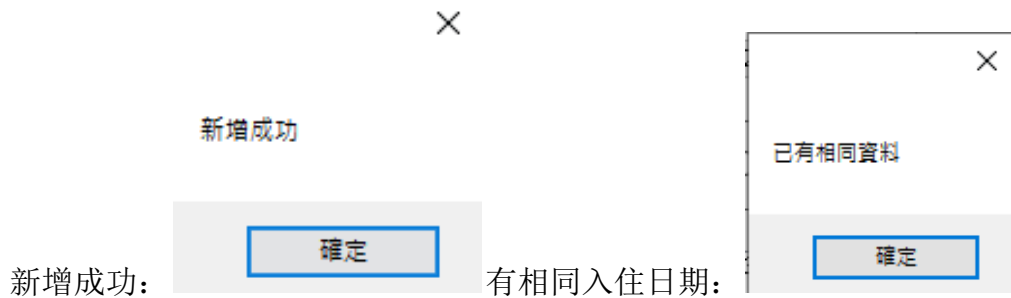 新增成功
已有相同資料
確定
確定
新增成功：
有相同入住日期：